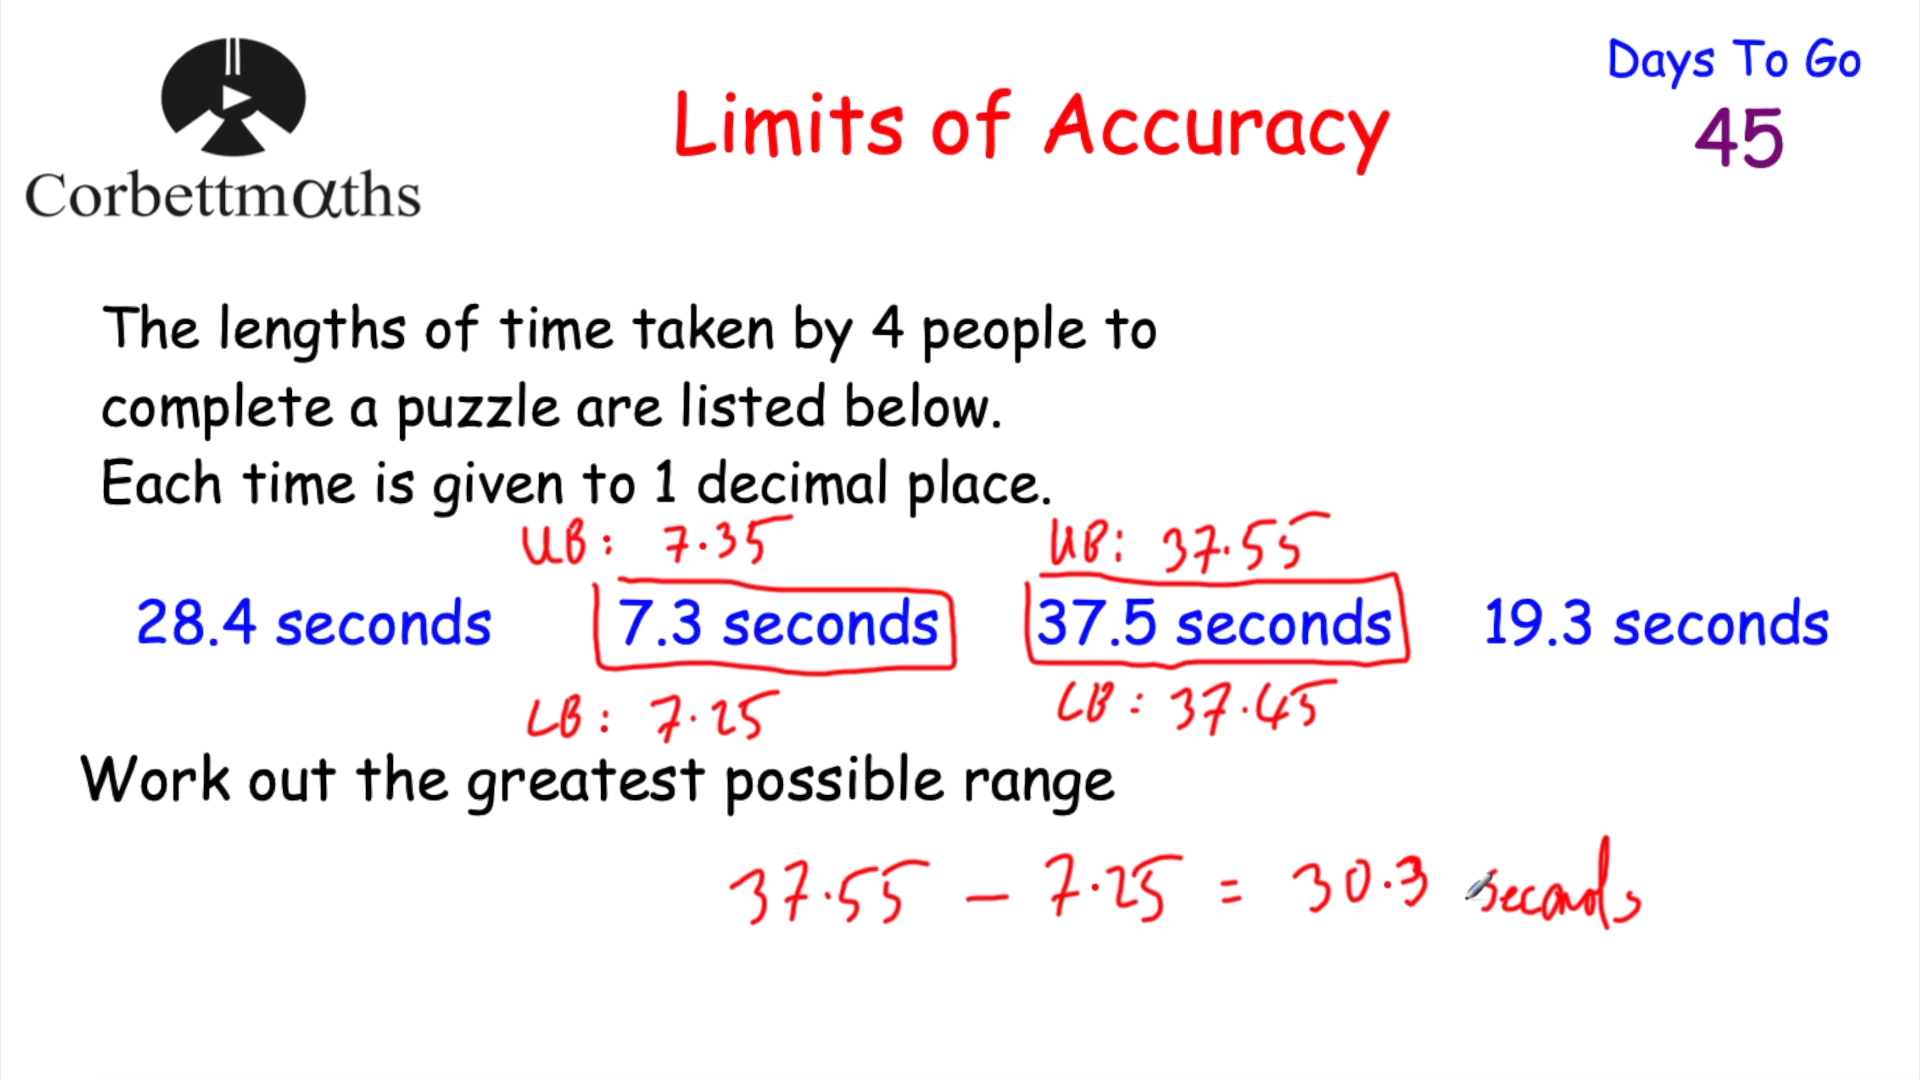 Days To Go
45
Limits of Accuracy
Corbettmαths
The lengths of time taken by 4 people to
complete a puzzle are listed below.
Each time is given to 1 decimal place.
UB: 7.35 UB: 37.55
28.4 seconds 7.3 seconds 37.5 seconds 19.3 seconds
LB: 7.25 LB: 37.45
Work out the greatest possible range
37.55 - 7.25 = 30.3 seconds